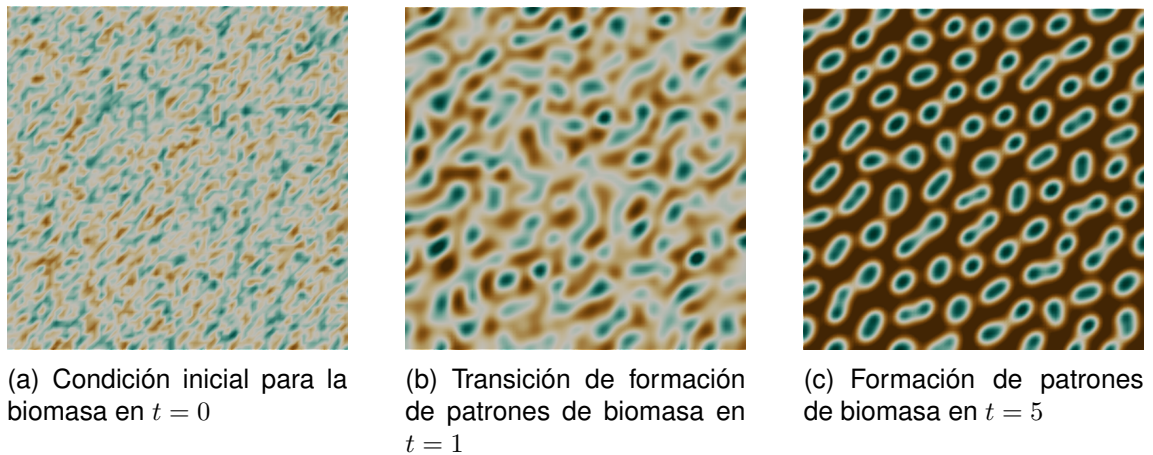 (a) Condición inicial para la
biomasa en t = 0
(b) Transición de formación
de patrones de biomasa en
t = 1
(c) Formación de patrones
de biomasa en t = 5